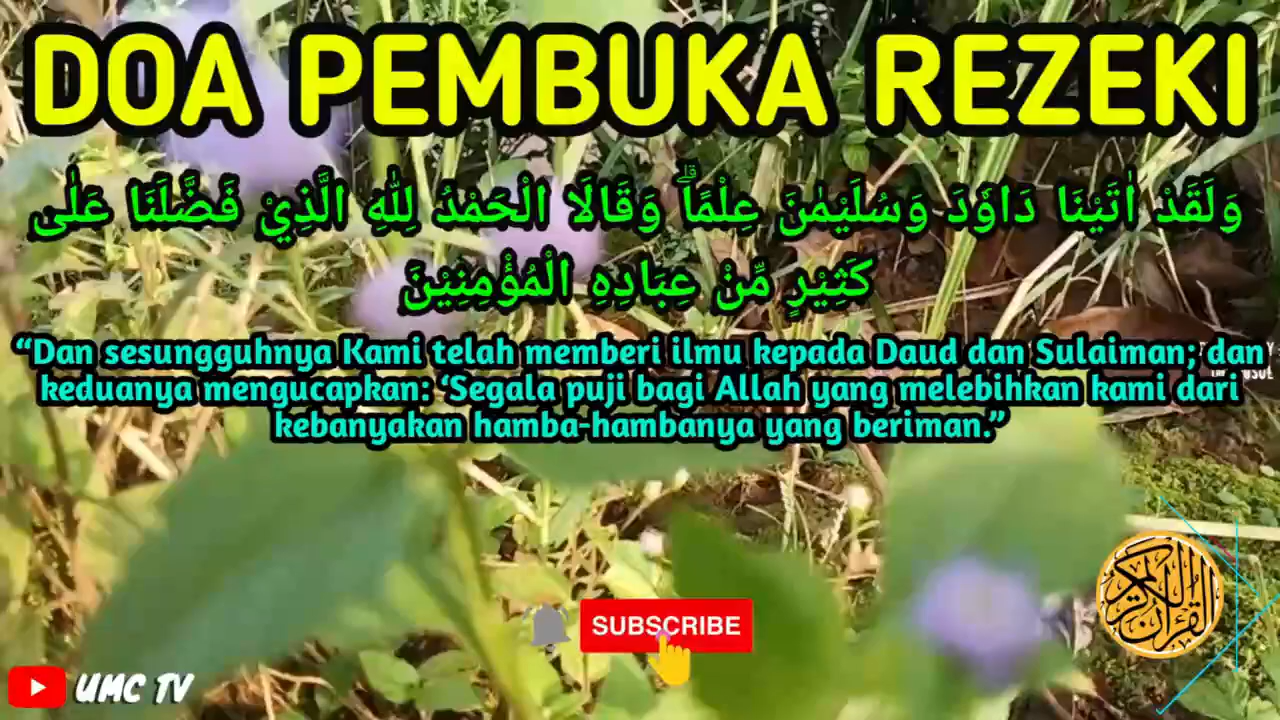 DOA PEMBUKA REZEKI
وَلَقَدْ اٰتَيْنَا دَاوٗدَ وَسُلَيْمٰنَ عِلْمًاۗ وَقَالَا الْحَمْدُ لِلّٰهِ الَّذِيْ فَضَّلَنَا عَلٰى
كَثِيْرٍ مِّنْ عِبَادِهِ الْمُؤْمِنِيْنَ
“Dan sesungguhnya Kami telah memberi ilmu kepada Daud dan Sulaiman; dan
keduanya mengucapkan: ‘Segala puji bagi Allah yang melebihkan kami dari
kebanyakan hamba-hambanya yang beriman.”
القرآن الكريم
SUBSCRIBE
UMC TV